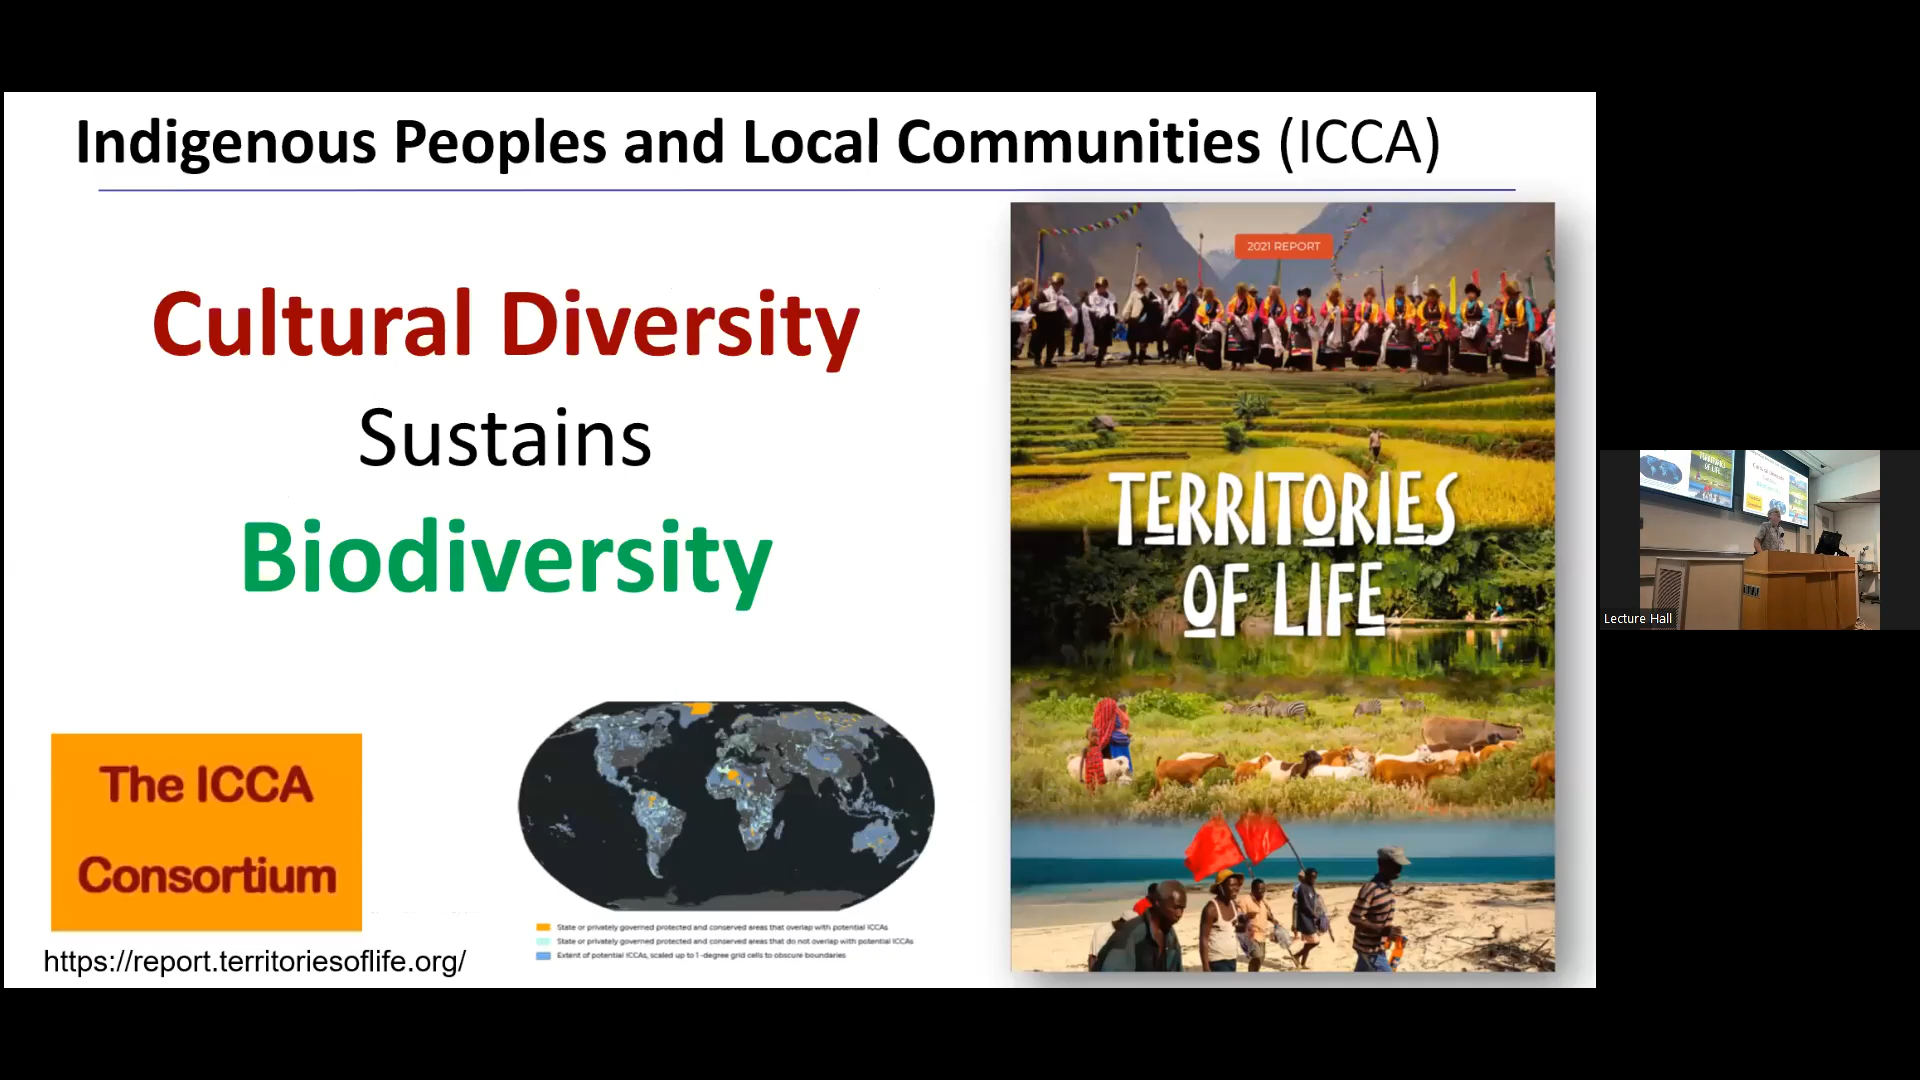 Indigenous Peoples and Local Communities (ICCA)
Cultural Diversity
Sustains
Biodiversity
2021 REPORT
TERRITORIES
OF LIFE
The ICCA
Consortium
https://report.territoriesoflife.org/
State or privately governed protected and conserved areas that overlap with potential ICCAs
State or privately governed protected and conserved areas that do not overlap with potential ICCAs
Extent of potential ICCAs, scaled up to 1-degree grid cells to obscure boundaries
TERRITORIES
OF LIFE
Lecture Hall